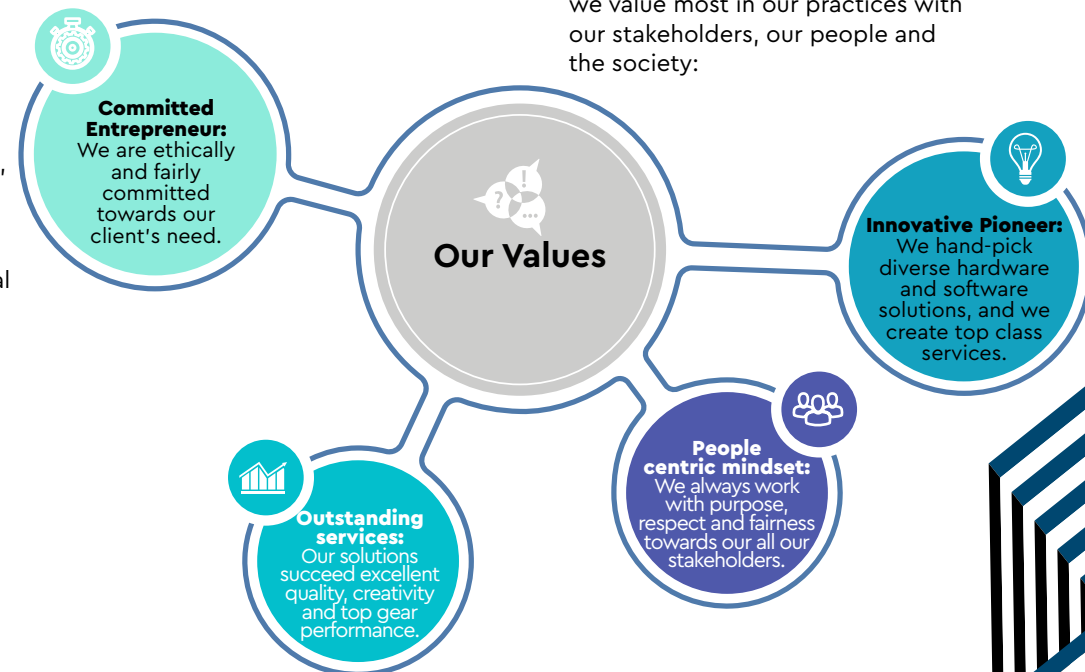 we value most in our practices with
our stakeholders, our people and
the society:
Committed
Entrepreneur:
We are ethically
and fairly
committed
towards our
client's need.
Our Values
Innovative Pioneer:
We hand-pick
diverse hardware
and software
solutions, and we
create top class
services.
People
centric mindset:
We always work
with purpose,
respect and fairness
towards our all our
stakeholders.
Outstanding
services:
Our solutions
succeed excellent
quality, creativity
and top gear
performance.